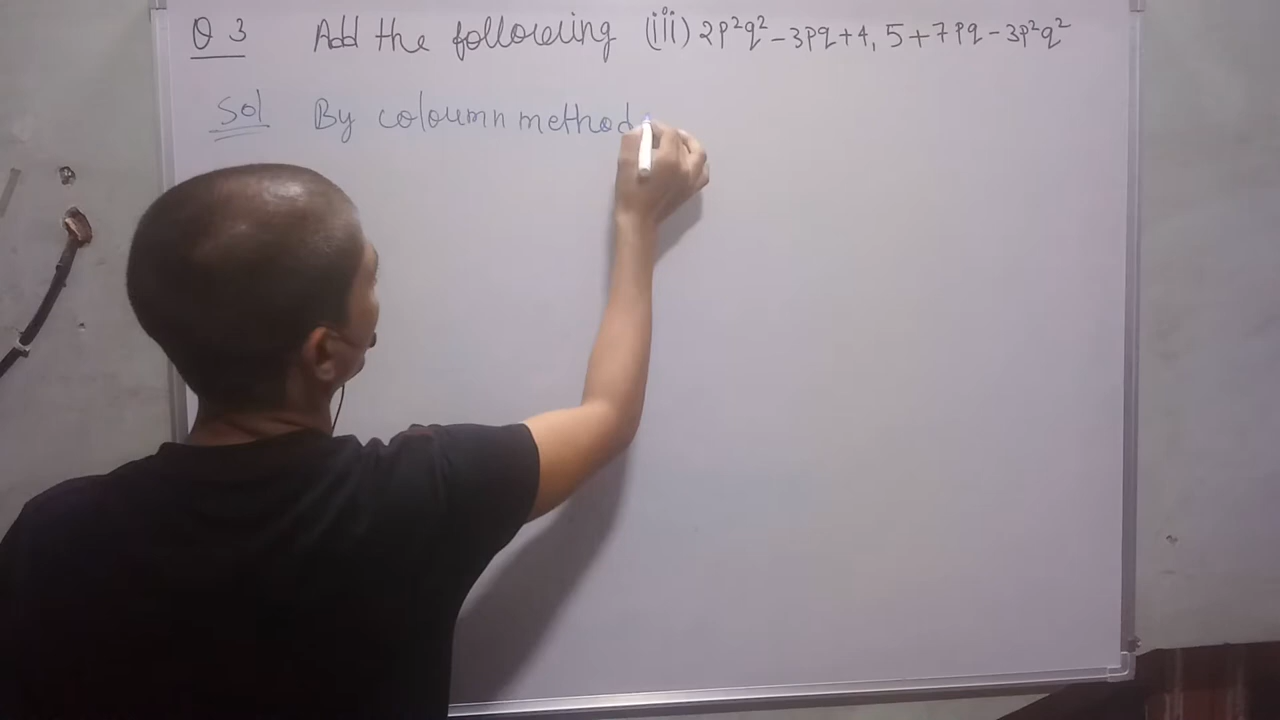 Q 3 Add the following (iii) 2p²q² - 3pq + 4, 5 + 7pq - 3p²q²
Sol By coloumn method